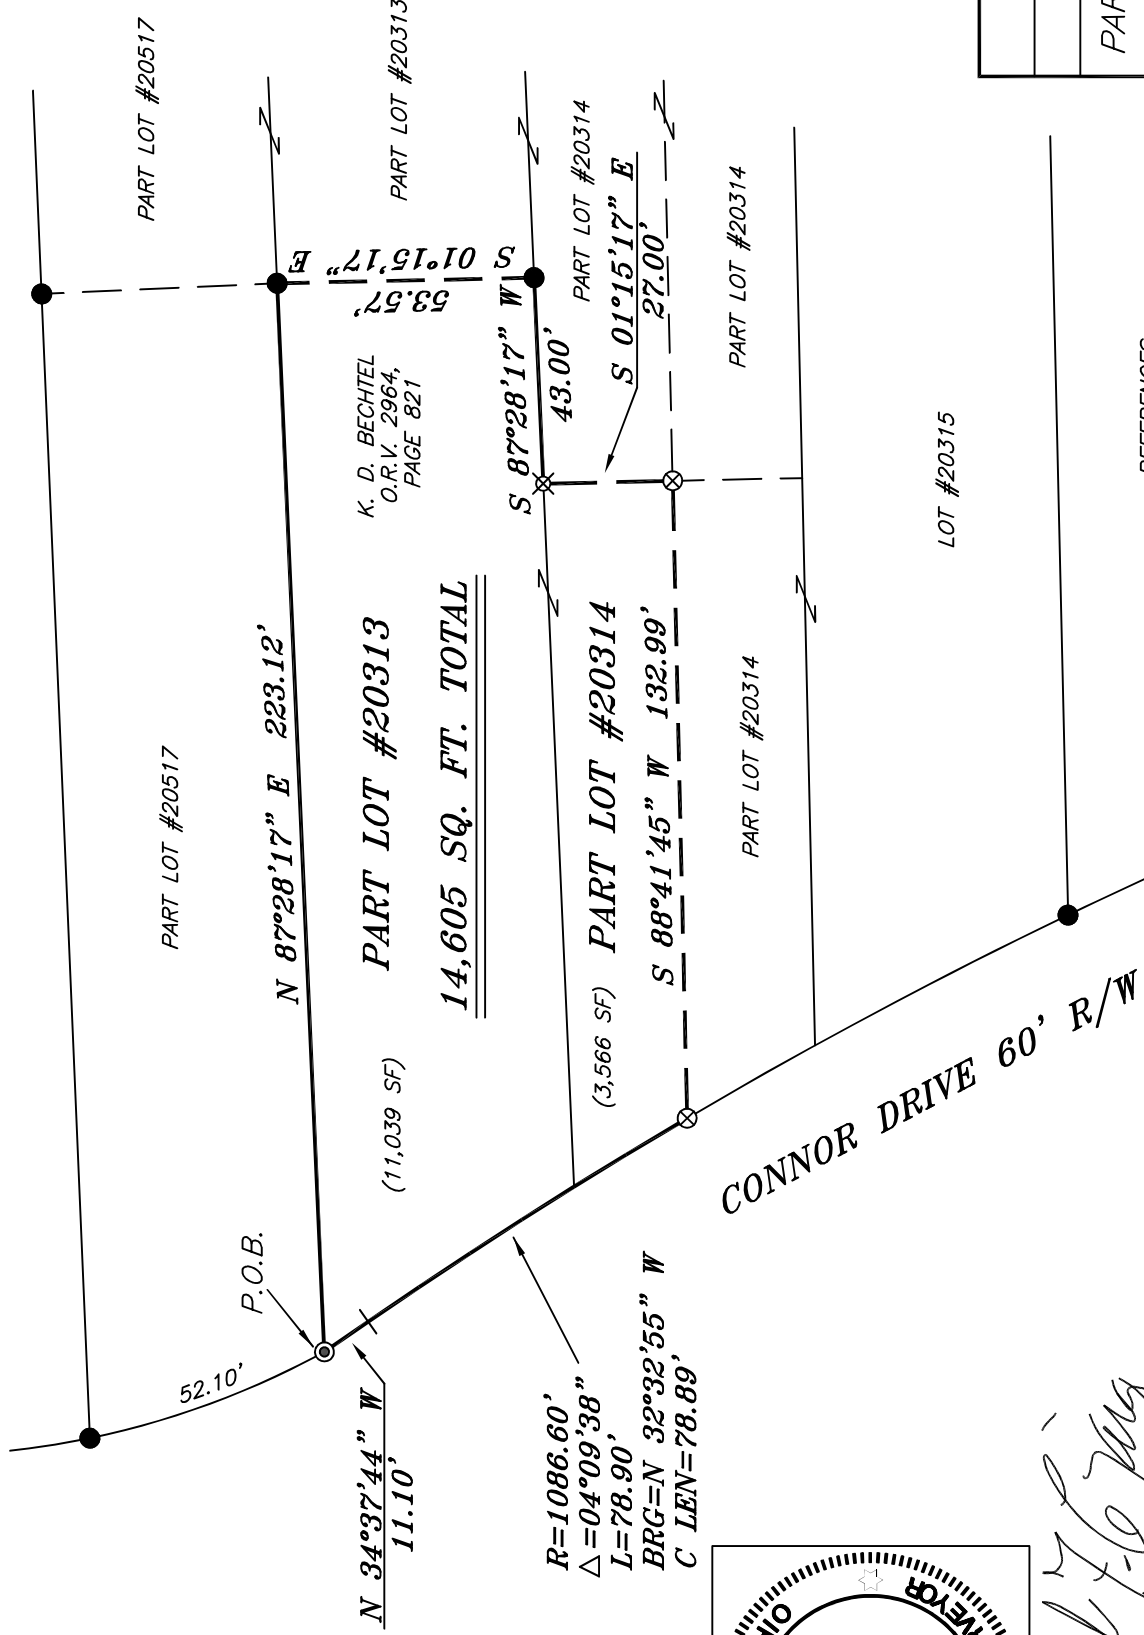 PART LOT #20517
PART LOT #20313
PART LOT #20314
S 01°15'17" E
27.00'
PART LOT #20314
S 01°15'17" E
53.57'
K. D. BECHTEL
O.R.V. 2964,
PAGE 821
S 87°28'17" W
43.00'
LOT #20315
REFERENCES
PART LOT #20517
N 87°28'17" E 223.12'
PART LOT #20313
14,605 SQ. FT. TOTAL
(11,039 SF)
(3,566 SF) PART LOT #20314
S 88°41'45" W 132.99'
PART LOT #20314
CONNOR DRIVE 60' R/W
P.O.B.
52.10'
N 34°37'44" W
11.10'
R=1086.60'
△=04°09'38"
L=78.90'
BRG=N 32°32'55" W
C LEN=78.89'